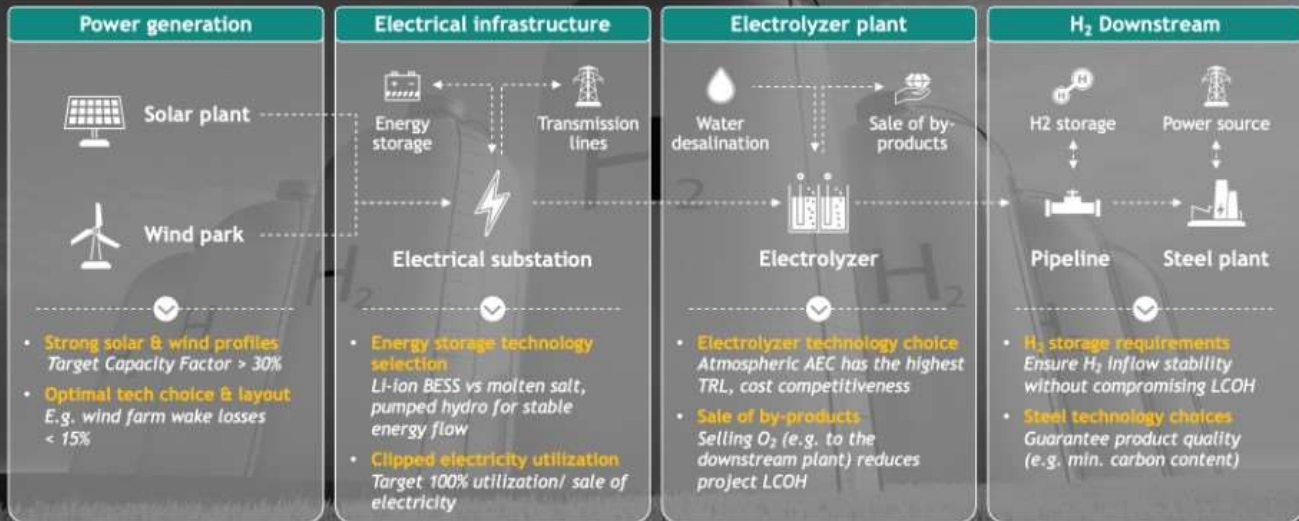 Power generation
Solar plant
Wind park
• Strong solar & wind profiles
Target Capacity Factor > 30%
• Optimal tech choice & layout
E.g. wind farm wake losses
< 15%
Electrical infrastructure
Energy
storage
Transmission
lines
Electrical substation
• Energy storage technology
selection
Li-ion BESS vs molten salt,
pumped hydro for stable
energy flow
• Clipped electricity utilization
Target 100% utilization/ sale of
electricity
Electrolyzer plant
Water
desalination
Sale of by-
products
Electrolyzer
• Electrolyzer technology choice
Atmospheric AEC has the highest
TRL, cost competitiveness
• Sale of by-products
Selling O₂ (e.g. to the
downstream plant) reduces
project LCOH
H₂ Downstream
H H
H2 storage
Power source
Pipeline
Steel plant
• H₂ storage requirements
Ensure H₂ inflow stability
without compromising LCOH
• Steel technology choices
Guarantee product quality
(e.g. min. carbon content)
H₂
H₂
H₂